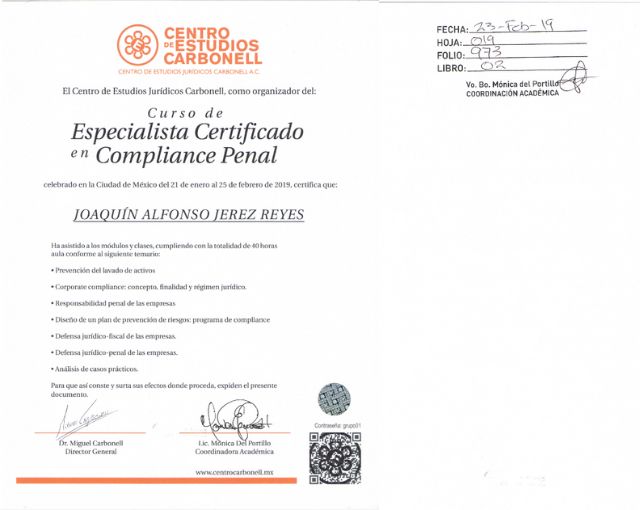 CENTRO
DE ESTUDIOS
CARBONELL
CENTRO DE ESTUDIOS JURÍDICOS CARBONELL A.C.
El Centro de Estudios Jurídicos Carbonell, como organizador del:
Curso de
Especialista Certificado
en Compliance Penal
celebrado en la Ciudad de México del 21 de enero al 25 de febrero de 2019, certifica que:
JOAQUÍN ALFONSO JEREZ REYES
Ha asistido a los módulos y clases, cumpliendo con la totalidad de 40 horas
aula conforme al siguiente temario:
• Prevención del lavado de activos
• Corporate compliance: concepto, finalidad y régimen jurídico.
• Responsabilidad penal de las empresas
• Diseño de un plan de prevención de riesgos: programa de compliance
• Defensa jurídico-fiscal de las empresas.
• Defensa jurídico-penal de las empresas.
• Análisis de casos prácticos.
Para que así conste y surta sus efectos donde proceda, expiden el presente
documento.
Dr. Miguel Carbonell
Director General
Lic. Mónica Del Portillo
Coordinadora Académica
www.centrocarbonell.mx
Contraseña: grupo01
FECHA: 23-Feb-19
HOJA: 019
FOLIO: 973
LIBRO: 02
Vo. Bo. Mónica del Portillo
COORDINACIÓN ACADÉMICA